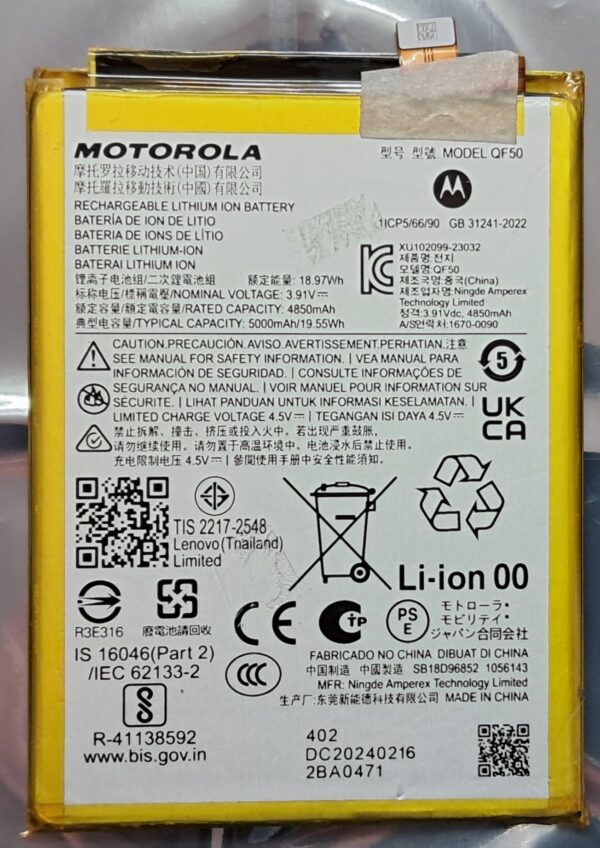 MOTOROLA
型号 型號 MODEL QF50
摩托罗拉移动技术(中国)有限公司
摩托羅拉移動技術(中國)有限公司
RECHARGEABLE LITHIUM ION BATTERY
BATERÍA DE ION DE LITIO
BATERIA DE IONS DE LÍTIO
BATTERIE LITHIUM-ION
BATERAI LITHIUM ION
1ICP5/66/90 GB 31241-2022
XU102099-23032
제품명:전지
모델명:QF50
제조국명:중국(China)
제조업자명:Ningde Amperex
Technology Limited
정격:3.91Vdc, 4850mAh
A/S연락처:1670-0090
锂离子电池组/二次鋰電池組 额定能量: 18.97Wh
标称电压/標稱電壓/NOMINAL VOLTAGE: 3.91V
额定容量/額定電容量/RATED CAPACITY: 4850mAh
典型电容量/TYPICAL CAPACITY: 5000mAh/19.55Wh
CAUTION.PRECAUCIÓN.AVISO.AVERTISSEMENT.PERHATIAN.注意
SEE MANUAL FOR SAFETY INFORMATION. | VEA MANUAL PARA
INFORMACIÓN DE SEGURIDAD. | CONSULTE INFORMAÇÕES DE
SEGURANÇA NO MANUAL. | VOIR MANUEL POUR INFORMATION SUR
SÉCURITE. | LIHAT PANDUAN UNTUK INFORMASI KESELAMATAN. |
LIMITED CHARGE VOLTAGE 4.5V | TEGANGAN ISI DAYA 4.5V |
禁止拆解、撞击、挤压或投入火中。若出现严重鼓胀，
请勿继续使用。请勿置于高温环境中。电池浸水后禁止使用。
充电限制电压 4.5V | 參閱使用手册中安全性能須知。
5
UK
CA
TIS 2217-2548
Lenovo(Thailand)
Limited
Li-ion 00
R3E316
廢電池請回收
CE
TP
PS
E
モトローラ・
モビリティ・
ジャパン合同会社
IS 16046(Part 2)
/IEC 62133-2
CCC
FABRICADO NO CHINA DIBUAT DI CHINA
中国制造 中國製造 SB18D96852 1056143
MFR: Ningde Amperex Technology Limited
生产厂:东莞新能德科技有限公司 MADE IN CHINA
R-41138592
www.bis.gov.in
402
DC20240216
2BA0471